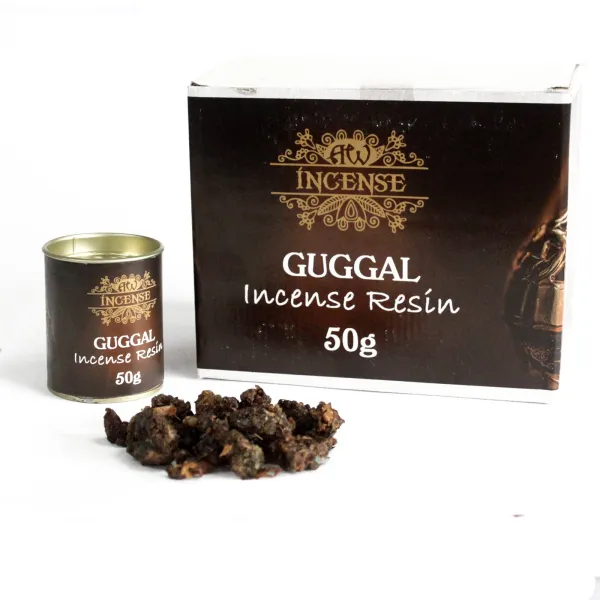 AW
INCENSE
GUGGAL
Incense Resin
50g
AW
INCENSE
GUGGAL
Incense Resin
50g